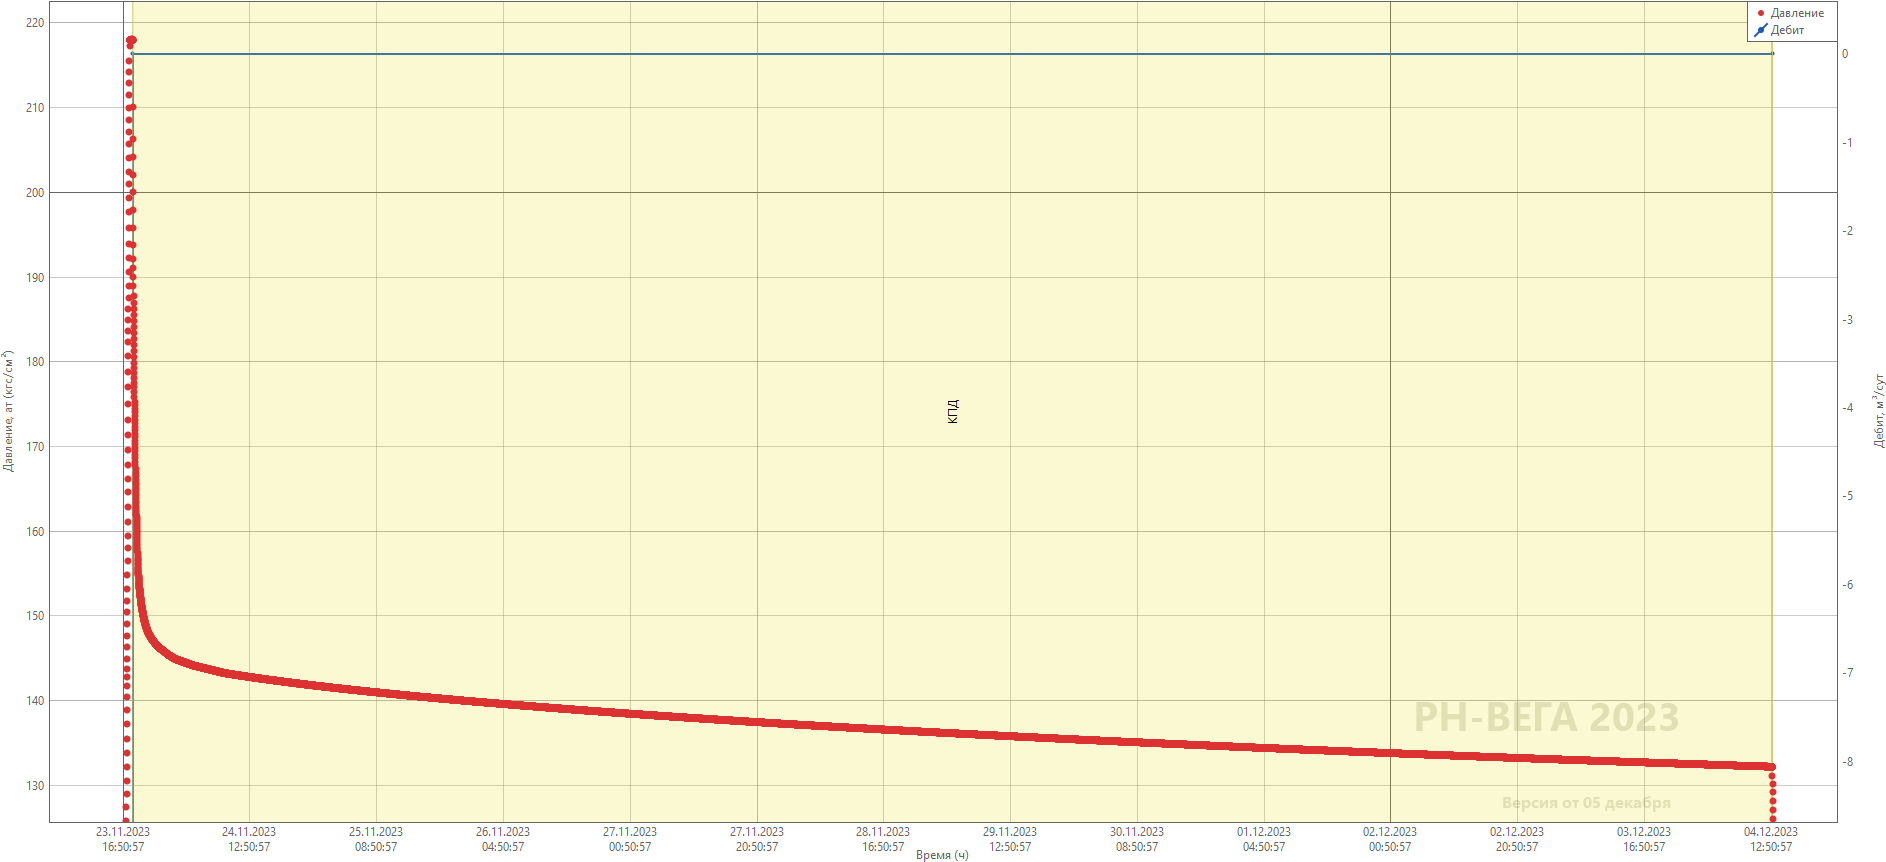 Давление
Дебит
220
210
200
190
180
170
160
150
140
130
Давление, ат (кгс/см²)
0
-1
-2
-3
-4
-5
-6
-7
-8
Дебит, м³/сут
КПД
РН-ВЕГА 2023
Версия от 05 декабря
23.11.2023 24.11.2023 25.11.2023 26.11.2023 27.11.2023 27.11.2023 28.11.2023 29.11.2023 30.11.2023 01.12.2023 02.12.2023 02.12.2023 03.12.2023 04.12.2023
16:50:57 12:50:57 08:50:57 04:50:57 00:50:57 20:50:57 16:50:57 12:50:57 08:50:57 04:50:57 00:50:57 20:50:57 16:50:57 12:50:57
Время (ч)